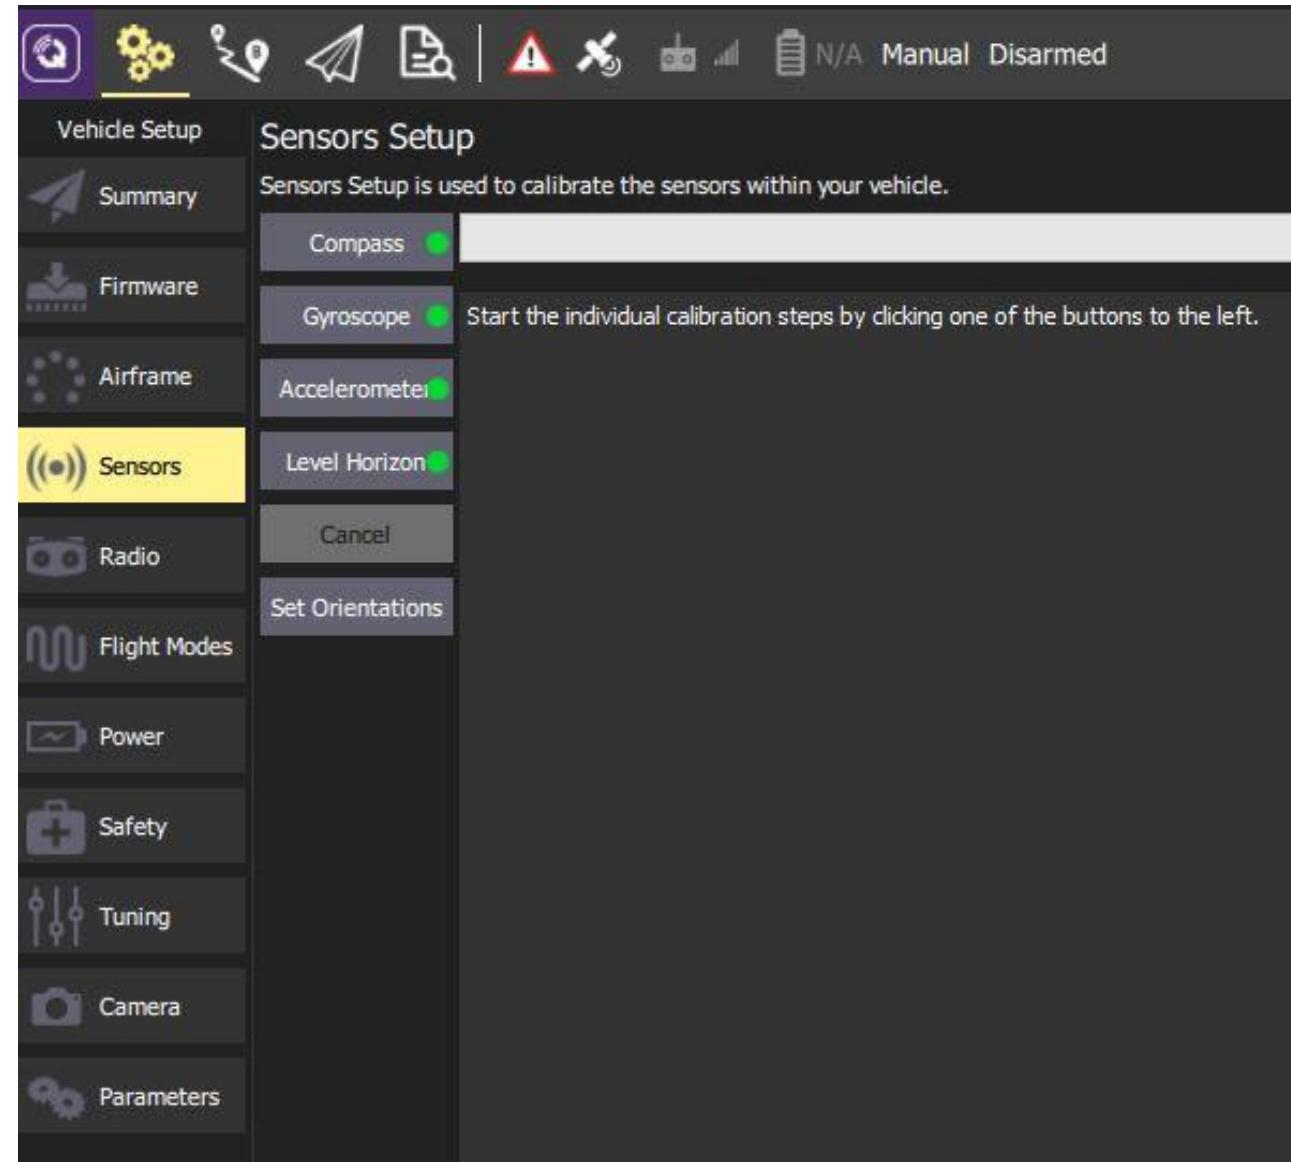 N/A Manual Disarmed
Vehicle Setup
Summary
Firmware
Airframe
Sensors
Radio
Flight Modes
Power
Safety
Tuning
Camera
Parameters
Sensors Setup
Sensors Setup is used to calibrate the sensors within your vehicle.
Compass
Gyroscope
Accelerometer
Level Horizon
Cancel
Set Orientations
Start the individual calibration steps by clicking one of the buttons to the left.